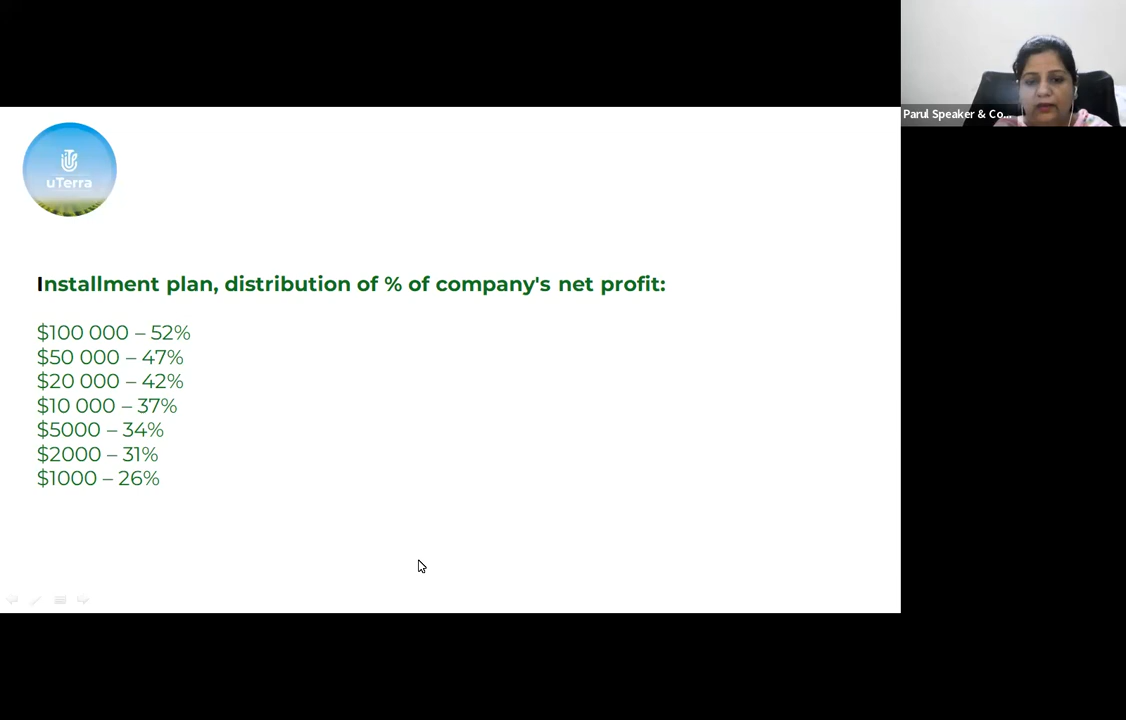 Parul Speaker & Co...
uTerra
Installment plan, distribution of % of company's net profit:
$100 000 – 52%
$50 000 – 47%
$20 000 – 42%
$10 000 – 37%
$5000 – 34%
$2000 – 31%
$1000 – 26%